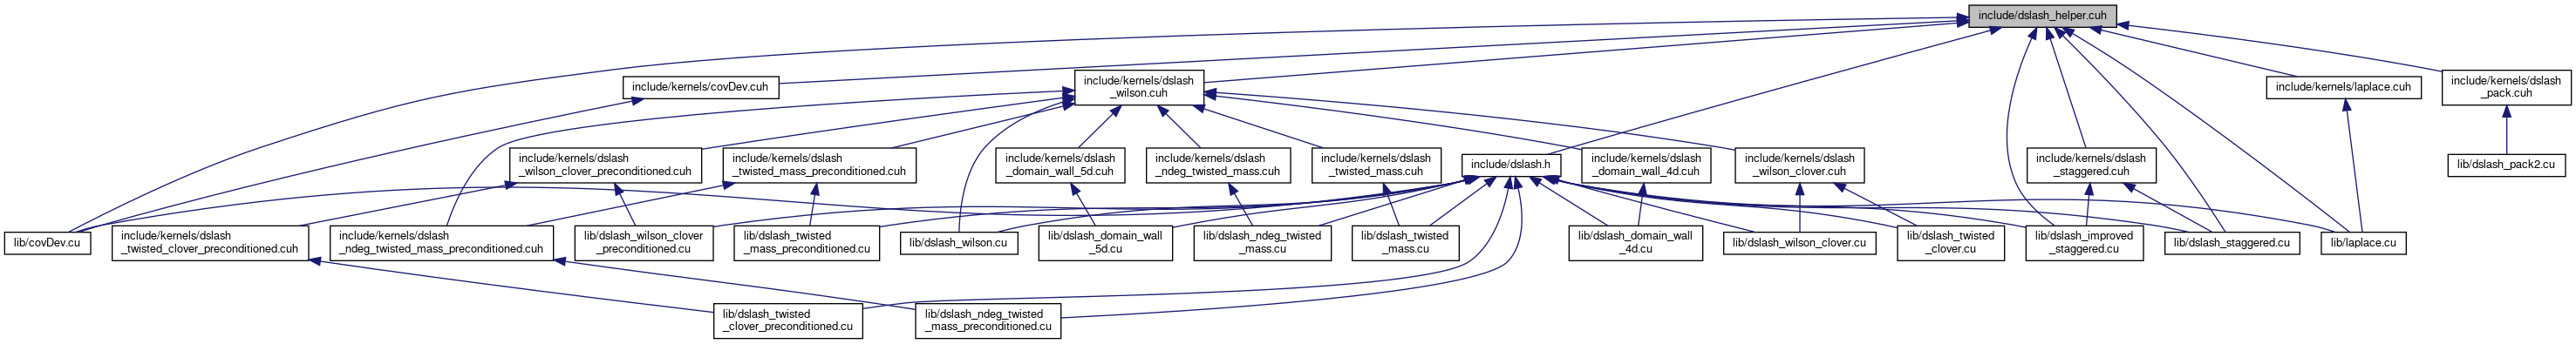 include/dslash_helper.cuh
include/kernels/covDev.cuh
include/kernels/dslash
_wilson.cuh
include/kernels/laplace.cuh
include/kernels/dslash
_pack.cuh
include/kernels/dslash
_wilson_clover_preconditioned.cuh
include/kernels/dslash
_twisted_mass_preconditioned.cuh
include/kernels/dslash
_domain_wall_5d.cuh
include/kernels/dslash
_ndeg_twisted_mass.cuh
include/kernels/dslash
_twisted_mass.cuh
include/dslash.h
include/kernels/dslash
_domain_wall_4d.cuh
include/kernels/dslash
_wilson_clover.cuh
include/kernels/dslash
_staggered.cuh
lib/dslash_pack2.cu
lib/covDev.cu
include/kernels/dslash
_twisted_clover_preconditioned.cuh
include/kernels/dslash
_ndeg_twisted_mass_preconditioned.cuh
lib/dslash_wilson_clover
_preconditioned.cu
lib/dslash_twisted
_mass_preconditioned.cu
lib/dslash_wilson.cu
lib/dslash_domain_wall
_5d.cu
lib/dslash_ndeg_twisted
_mass.cu
lib/dslash_twisted
_mass.cu
lib/dslash_domain_wall
_4d.cu
lib/dslash_wilson_clover.cu
lib/dslash_twisted
_clover.cu
lib/dslash_improved
_staggered.cu
lib/dslash_staggered.cu
lib/laplace.cu
lib/dslash_twisted
_clover_preconditioned.cu
lib/dslash_ndeg_twisted
_mass_preconditioned.cu